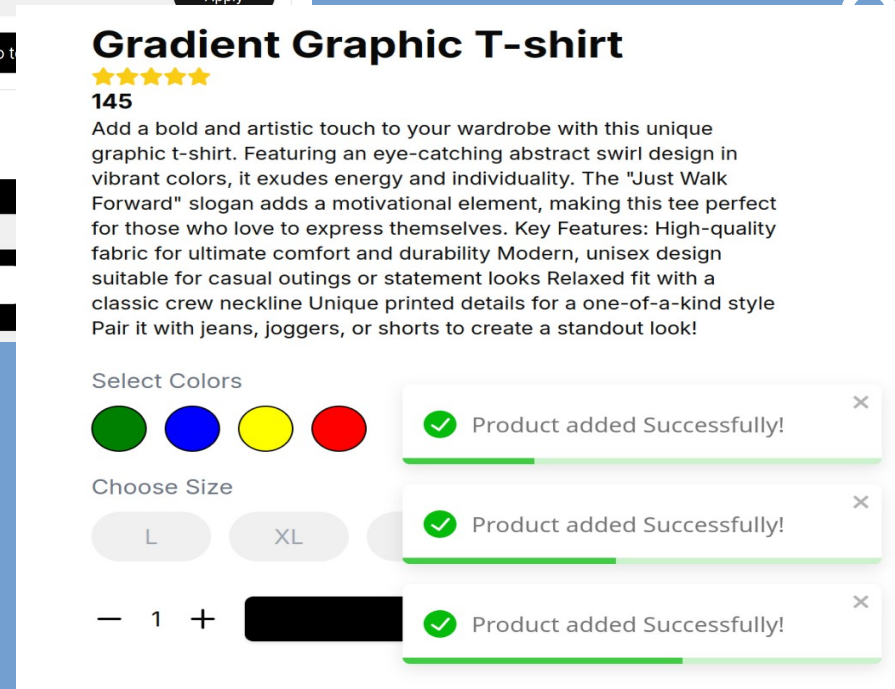 Apply
Gradient Graphic T-shirt
145
Add a bold and artistic touch to your wardrobe with this unique
graphic t-shirt. Featuring an eye-catching abstract swirl design in
vibrant colors, it exudes energy and individuality. The "Just Walk
Forward" slogan adds a motivational element, making this tee perfect
for those who love to express themselves. Key Features: High-quality
fabric for ultimate comfort and durability Modern, unisex design
suitable for casual outings or statement looks Relaxed fit with a
classic crew neckline Unique printed details for a one-of-a-kind style
Pair it with jeans, joggers, or shorts to create a standout look!
Select Colors
Product added Successfully!
Choose Size
L XL
Product added Successfully!
1
Product added Successfully!